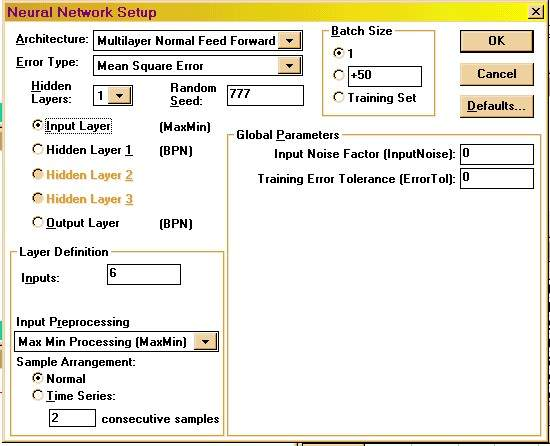 Neural Network Setup
Architecture: Multilayer Normal Feed Forward
Error Type: Mean Square Error
Hidden Layers: 1 Random Seed: 777
Input Layer (MaxMin)
Hidden Layer 1 (BPN)
Hidden Layer 2
Hidden Layer 3
Output Layer (BPN)
Batch Size
1
+50
Training Set
OK
Cancel
Defaults...
Global Parameters
Input Noise Factor (InputNoise): 0
Training Error Tolerance (ErrorTol): 0
Layer Definition
Inputs: 6
Input Preprocessing
Max Min Processing (MaxMin)
Sample Arrangement:
Normal
Time Series:
2 consecutive samples